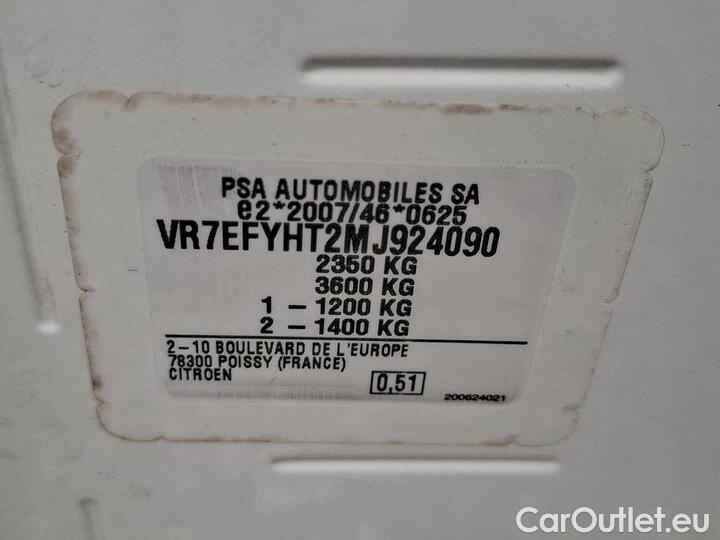 PSA AUTOMOBILES SA
e2*2007/46*0625
VR7EFYHT2MJ924090
2350 KG
3600 KG
1 – 1200 KG
2 – 1400 KG
2–10 BOULEVARD DE L'EUROPE
78300 POISSY (FRANCE)
CITROEN
0,51
200624021
CarOutlet.eu